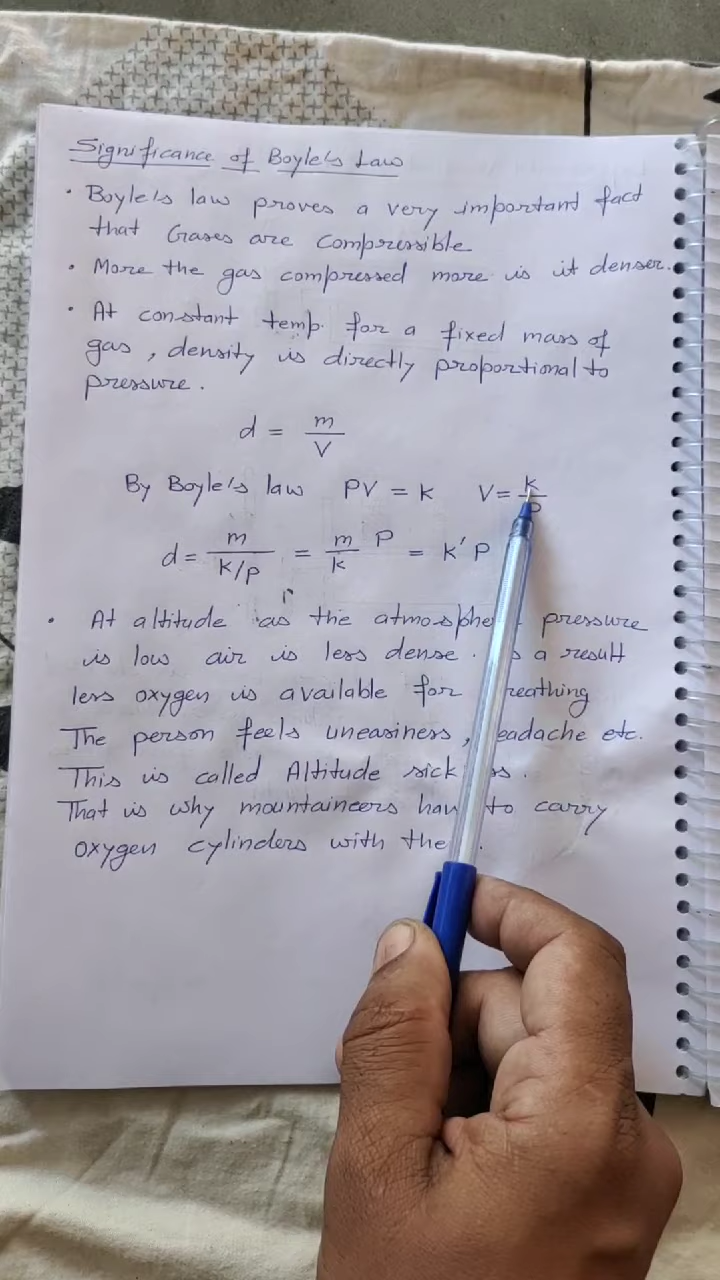 Significance of Boyle's Law
• Boyle's law proves a very important fact
that Gases are compressible
• More the gas compressed more is it denser.
• At constant temp. for a fixed mass of
gas, density is directly proportional to
pressure.
d = m/V
By Boyle's law PV = K V = K/P
d = m/K/P = m/K P = K'P
• At altitude as the atmosphe pressure
is low air is less dense. a result
less oxygen is available for reathing
The person feels uneasiness, eadache etc.
This is called Altitude sick ss.
That is why mountaineers hav to carry
oxygen cylinders with the .